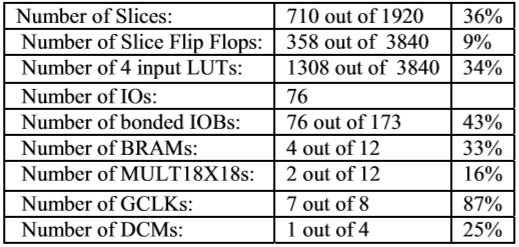 Number of Slices: 710 out of 1920 36%
Number of Slice Flip Flops: 358 out of 3840 9%
Number of 4 input LUTs: 1308 out of 3840 34%
Number of IOs: 76
Number of bonded IOBs: 76 out of 173 43%
Number of BRAMs: 4 out of 12 33%
Number of MULT18X18s: 2 out of 12 16%
Number of GCLKs: 7 out of 8 87%
Number of DCMs: 1 out of 4 25%